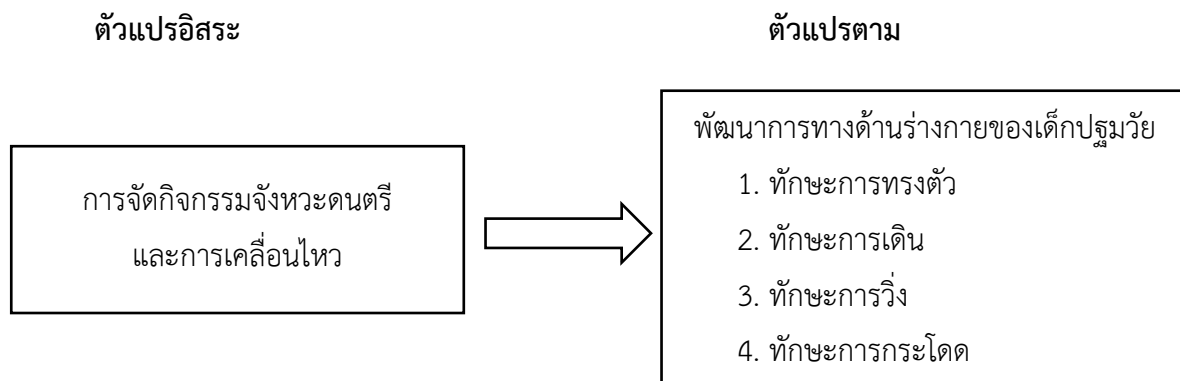 ตัวแปรอิสระ
ตัวแปรตาม
การจัดกิจกรรมจังหวะดนตรี
และการเคลื่อนไหว
พัฒนาการทางด้านร่างกายของเด็กปฐมวัย
1. ทักษะการทรงตัว
2. ทักษะการเดิน
3. ทักษะการวิ่ง
4. ทักษะการกระโดด